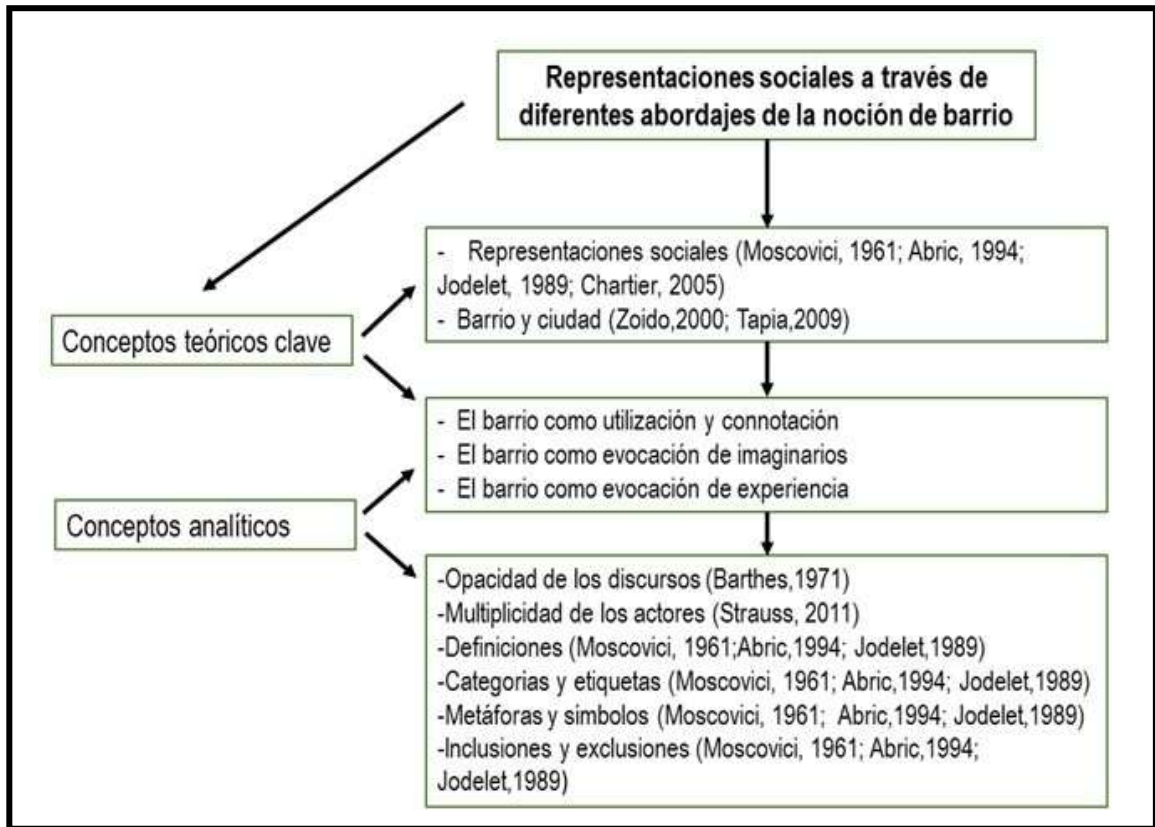 Representaciones sociales a través de
diferentes abordajes de la noción de barrio
- Representaciones sociales (Moscovici, 1961; Abric, 1994;
Jodelet, 1989; Chartier, 2005)
- Barrio y ciudad (Zoido,2000; Tapia,2009)
Conceptos teóricos clave
- El barrio como utilización y connotación
- El barrio como evocación de imaginarios
- El barrio como evocación de experiencia
Conceptos analíticos
-Opacidad de los discursos (Barthes,1971)
-Multiplicidad de los actores (Strauss, 2011)
-Definiciones (Moscovici, 1961;Abric,1994; Jodelet,1989)
-Categorias y etiquetas (Moscovici, 1961; Abric,1994; Jodelet,1989)
-Metáforas y simbolos (Moscovici, 1961; Abric,1994; Jodelet,1989)
-Inclusiones y exclusiones (Moscovici, 1961; Abric,1994;
Jodelet,1989)